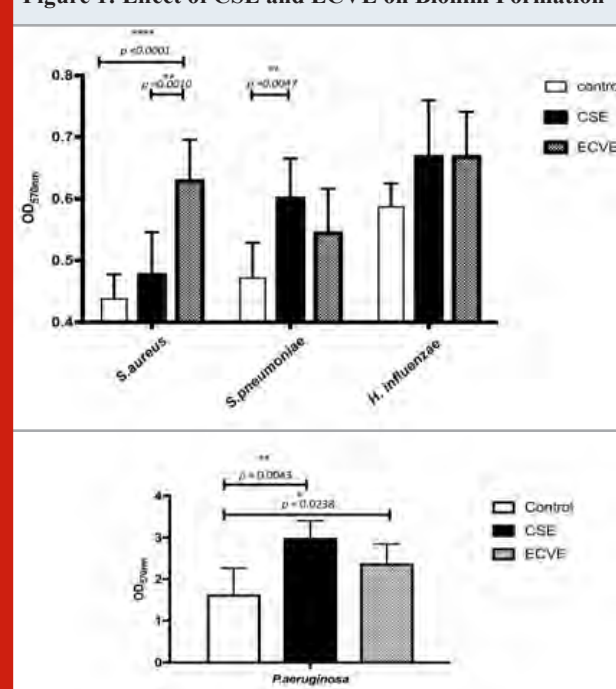 Figure 1: Effect of CSE and ECVE on Biofilm Formation
****
p <0.0001
**
p =0.0010
**
p =0.0047
0.8
0.7
0.6
0.5
0.4
OD570nm
control
CSE
ECVE
S.aureus
S.pneumoniae
H. influenzae
**
p = 0.0043
*
p = 0.0238
4
3
2
1
0
OD570nm
Control
CSE
ECVE
P.aeruginosa